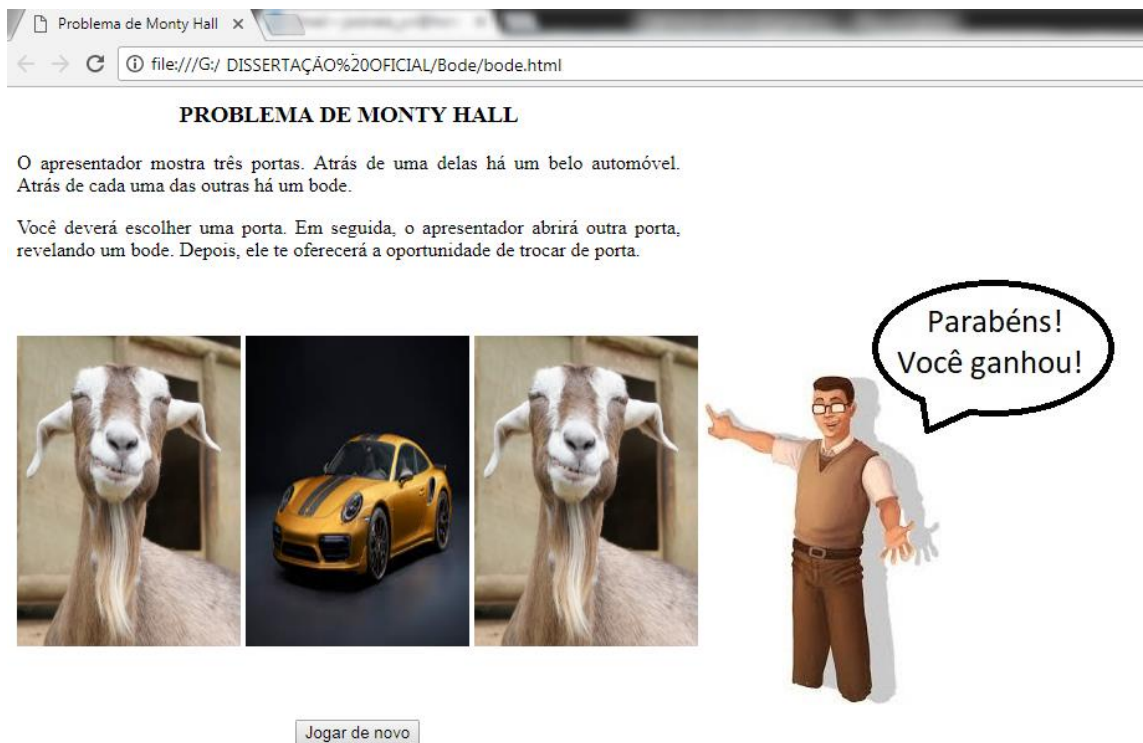 Problema de Monty Hall
file:///G:/ DISSERTAÇÃO%20OFICIAL/Bode/bode.html
PROBLEMA DE MONTY HALL
O apresentador mostra três portas. Atrás de uma delas há um belo automóvel.
Atrás de cada uma das outras há um bode.
Você deverá escolher uma porta. Em seguida, o apresentador abrirá outra porta,
revelando um bode. Depois, ele te oferecerá a oportunidade de trocar de porta.
Parabéns!
Você ganhou!
Jogar de novo